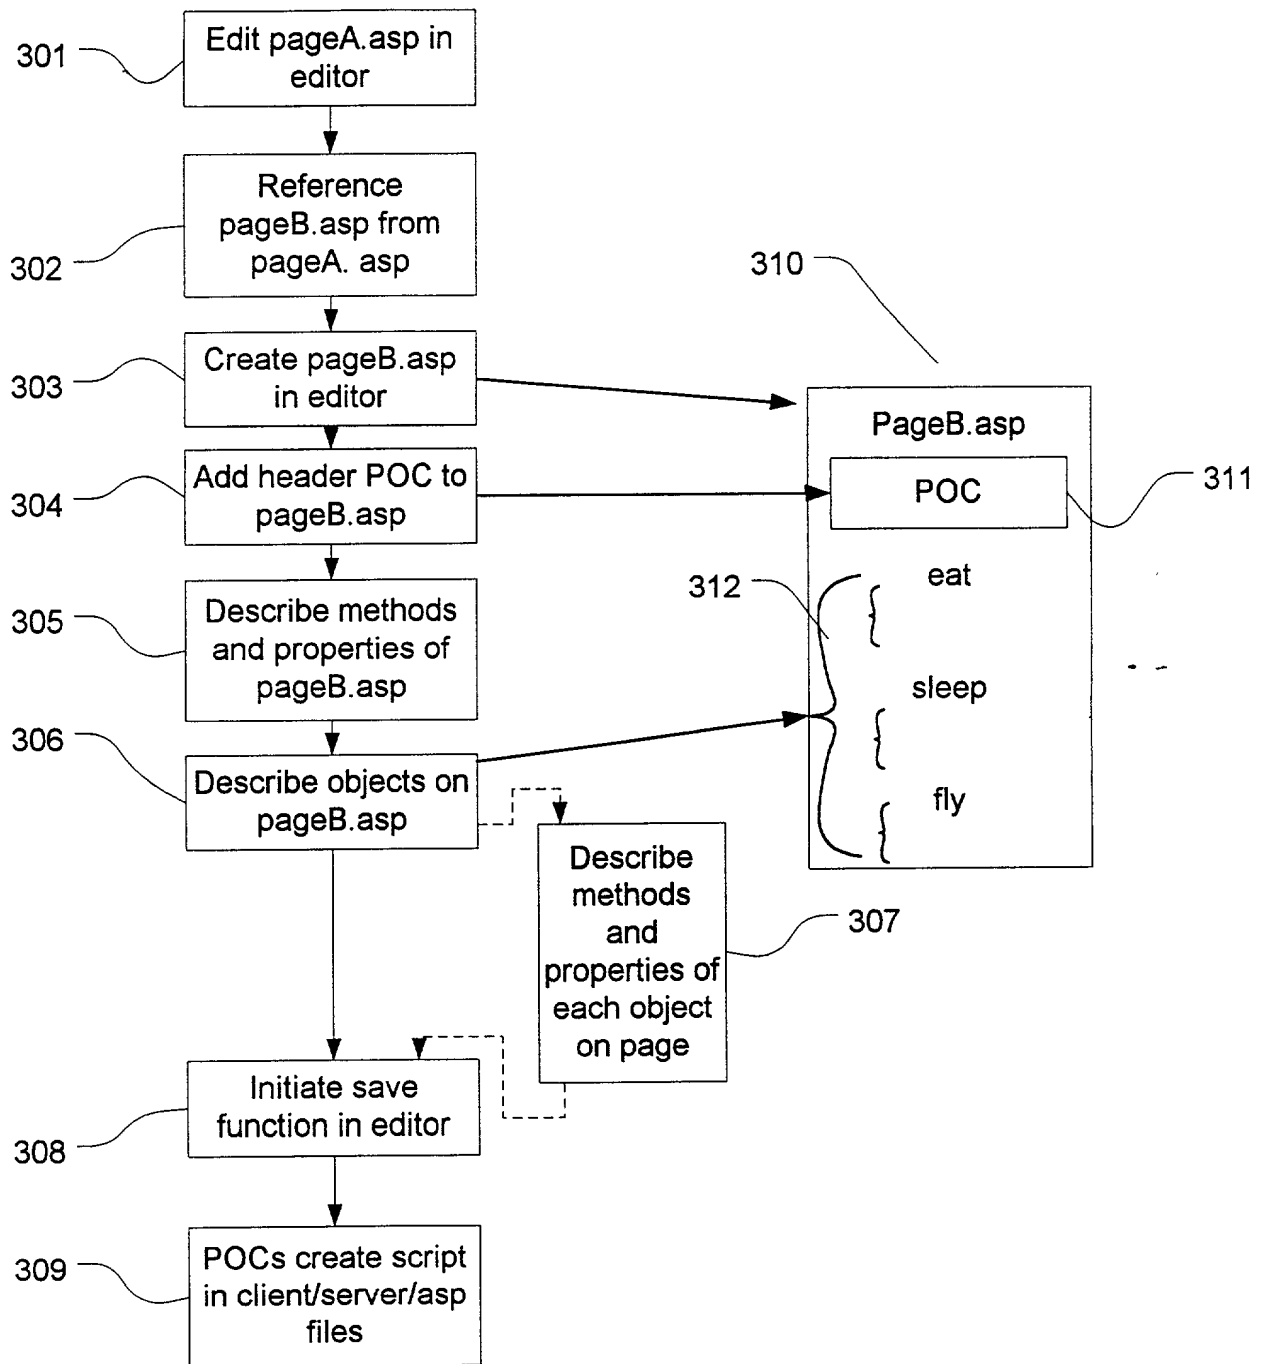 301
Edit pageA.asp in
editor
302
Reference
pageB.asp from
pageA. asp
303
Create pageB.asp
in editor
304
Add header POC to
pageB.asp
305
Describe methods
and properties of
pageB.asp
306
Describe objects on
pageB.asp
307
Describe
methods
and
properties of
each object
on page
308
Initiate save
function in editor
309
POCs create script
in client/server/asp
files
310
PageB.asp
POC
311
312
eat
sleep
fly